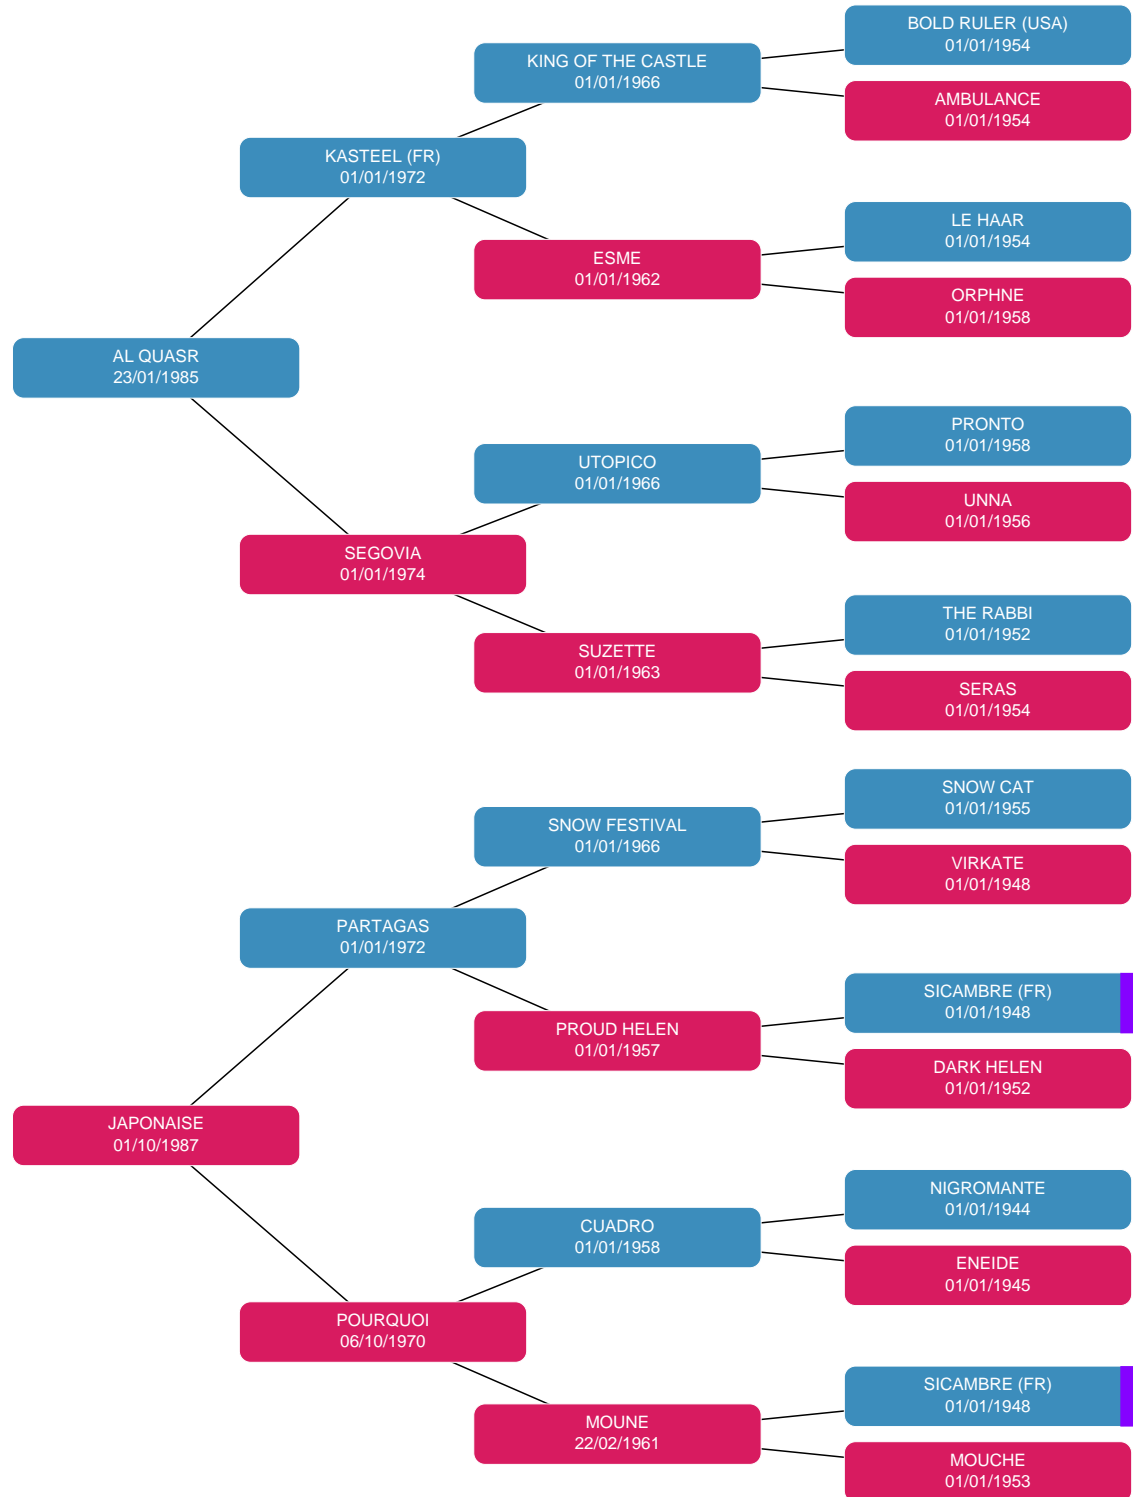 BOLD RULER (USA)
01/01/1954
KING OF THE CASTLE
01/01/1966
AMBULANCE
01/01/1954
KASTEEL (FR)
01/01/1972
LE HAAR
01/01/1954
ESME
01/01/1962
ORPHNE
01/01/1958
AL QUASR
23/01/1985
PRONTO
01/01/1958
UTOPICO
01/01/1966
UNNA
01/01/1956
SEGOVIA
01/01/1974
THE RABBI
01/01/1952
SUZETTE
01/01/1963
SERAS
01/01/1954
SNOW CAT
01/01/1955
SNOW FESTIVAL
01/01/1966
VIRKATE
01/01/1948
PARTAGAS
01/01/1972
SICAMBRE (FR)
01/01/1948
PROUD HELEN
01/01/1957
DARK HELEN
01/01/1952
JAPONAISE
01/10/1987
NIGROMANTE
01/01/1944
CUADRO
01/01/1958
ENEIDE
01/01/1945
POURQUOI
06/10/1970
SICAMBRE (FR)
01/01/1948
MOUNE
22/02/1961
MOUCHE
01/01/1953